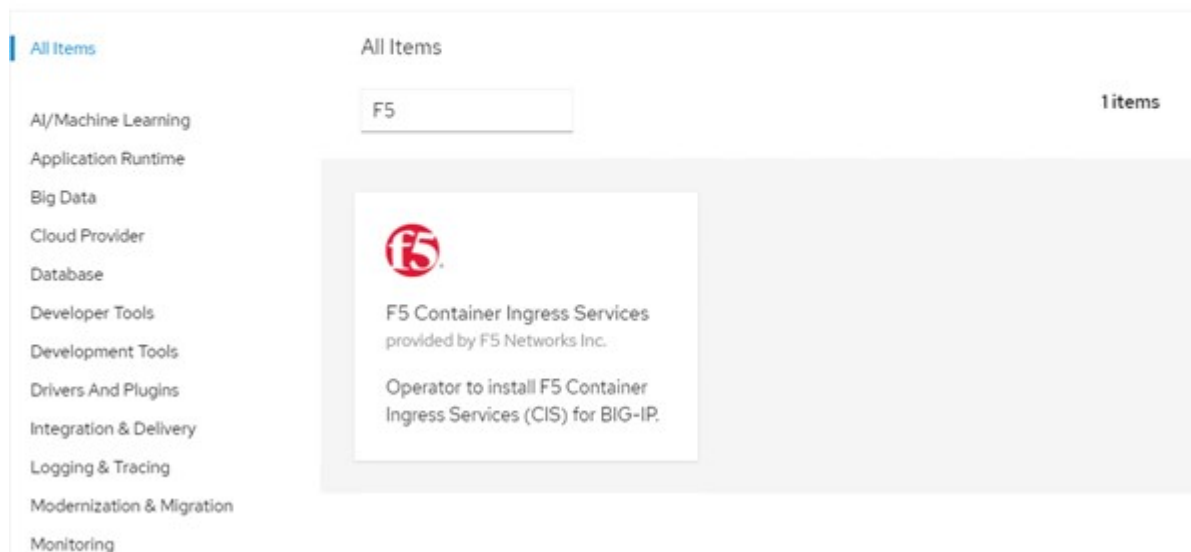 All Items
AI/Machine Learning
Application Runtime
Big Data
Cloud Provider
Database
Developer Tools
Development Tools
Drivers And Plugins
Integration & Delivery
Logging & Tracing
Modernization & Migration
Monitoring
All Items
F5
1 items
f5
F5 Container Ingress Services
provided by F5 Networks Inc.
Operator to install F5 Container
Ingress Services (CIS) for BIG-IP.